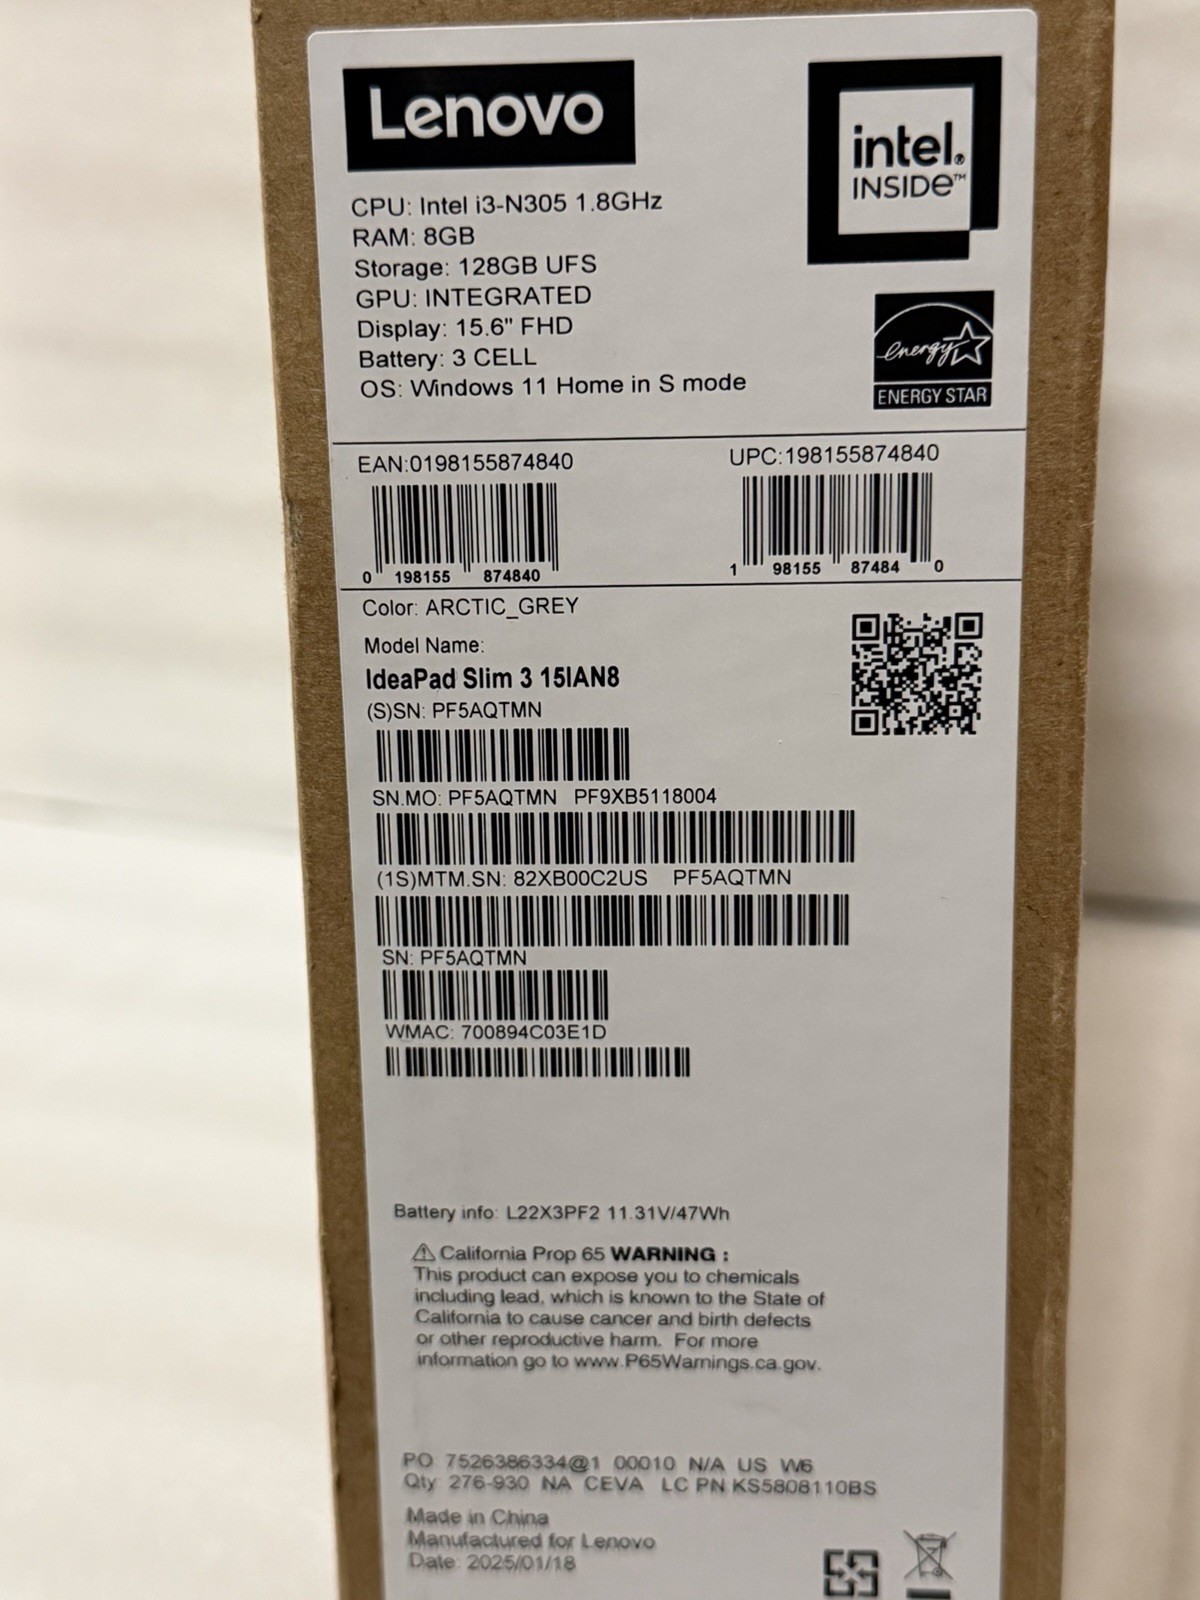 Lenovo
intel®
INSIDE™
CPU: Intel i3-N305 1.8GHz
RAM: 8GB
Storage: 128GB UFS
GPU: INTEGRATED
Display: 15.6" FHD
Battery: 3 CELL
OS: Windows 11 Home in S mode
energy
ENERGY STAR
EAN:0198155874840
UPC:198155874840
0 198155 874840
1 98155 87484 0
Color: ARCTIC_GREY
Model Name:
IdeaPad Slim 3 15IAN8
(S)SN: PF5AQTMN
SN.MO: PF5AQTMN PF9XB5118004
(1S)MTM.SN: 82XB00C2US PF5AQTMN
SN: PF5AQTMN
WMAC: 700894C03E1D
Battery info: L22X3PF2 11.31V/47Wh
⚠ California Prop 65 WARNING :
This product can expose you to chemicals
including lead, which is known to the State of
California to cause cancer and birth defects
or other reproductive harm. For more
information go to www.P65Warnings.ca.gov.
PO 7526386334@1 00010 N/A US W6
Qty 276-930 NA CEVA LC PN KS5808110BS
Made in China
Manufactured for Lenovo
Date: 2025/01/18